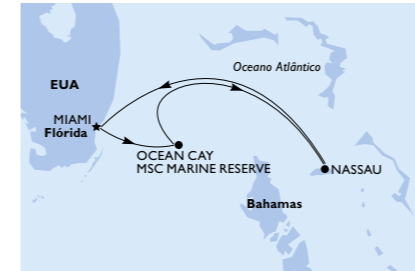 Oceano Atlântico
EUA
MIAMI
Flórida
OCEAN CAY
MSC MARINE RESERVE
NASSAU
Bahamas